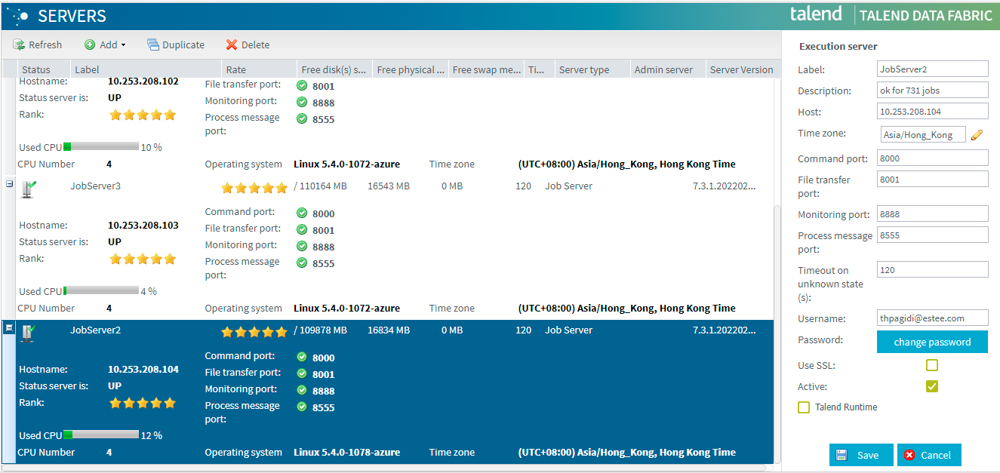 SERVERS
talend | TALEND DATA FABRIC
Refresh Add Duplicate Delete
Status Label Rate Free disk(s) s... Free physical ... Free swap me... Ti... Server type Admin server Server Version
Hostname: 10.253.208.102 File transfer port: 8001
Status server is: UP Monitoring port: 8888
Rank: Process message port: 8555
Used CPU 10 %
CPU Number 4 Operating system Linux 5.4.0-1072-azure Time zone (UTC+08:00) Asia/Hong_Kong, Hong Kong Time
JobServer3 / 110164 MB 16543 MB 0 MB 120 Job Server 7.3.1.202202...
Command port: 8000
Hostname: 10.253.208.103 File transfer port: 8001
Status server is: UP Monitoring port: 8888
Rank: Process message port: 8555
Used CPU 4 %
CPU Number 4 Operating system Linux 5.4.0-1072-azure Time zone (UTC+08:00) Asia/Hong_Kong, Hong Kong Time
JobServer2 / 109878 MB 16834 MB 0 MB 120 Job Server 7.3.1.202202...
Command port: 8000
Hostname: 10.253.208.104 File transfer port: 8001
Status server is: UP Monitoring port: 8888
Rank: Process message port: 8555
Used CPU 12 %
CPU Number 4 Operating system Linux 5.4.0-1078-azure Time zone (UTC+08:00) Asia/Hong_Kong, Hong Kong Time
Execution server
Label: JobServer2
Description: ok for 731 jobs
Host: 10.253.208.104
Time zone: Asia/Hong_Kong
Command port: 8000
File transfer port: 8001
Monitoring port: 8888
Process message port: 8555
Timeout on unknown state (s): 120
Username: thpagidi@estee.com
Password: change password
Use SSL:
Active:
Talend Runtime
Save Cancel